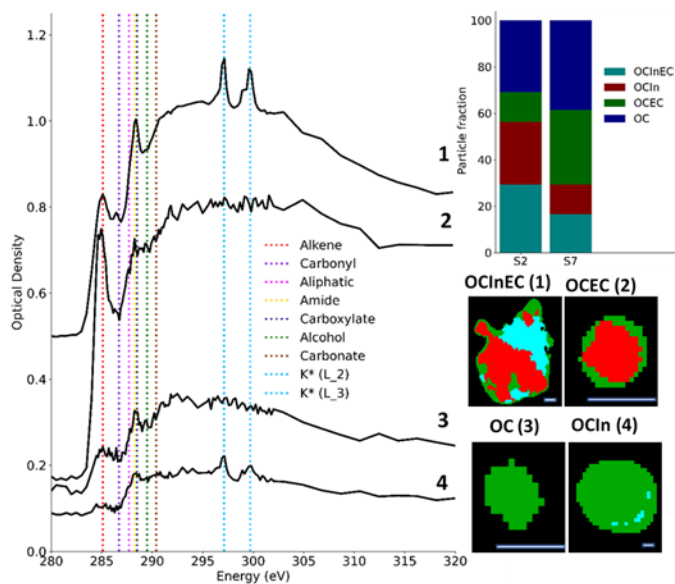 1.2
1.0
0.8
0.6
0.4
0.2
0.0
Optical Density
280 285 290 295 300 305 310 315 320
Energy (eV)
1
2
3
4
Alkene
Carbonyl
Aliphatic
Amide
Carboxylate
Alcohol
Carbonate
K* (L_2)
K* (L_3)
100
80
60
40
20
0
Particle fraction
S2 S7
OCInEC
OCIn
OCEC
OC
OCInEC (1) OCEC (2)
OC (3) OCIn (4)